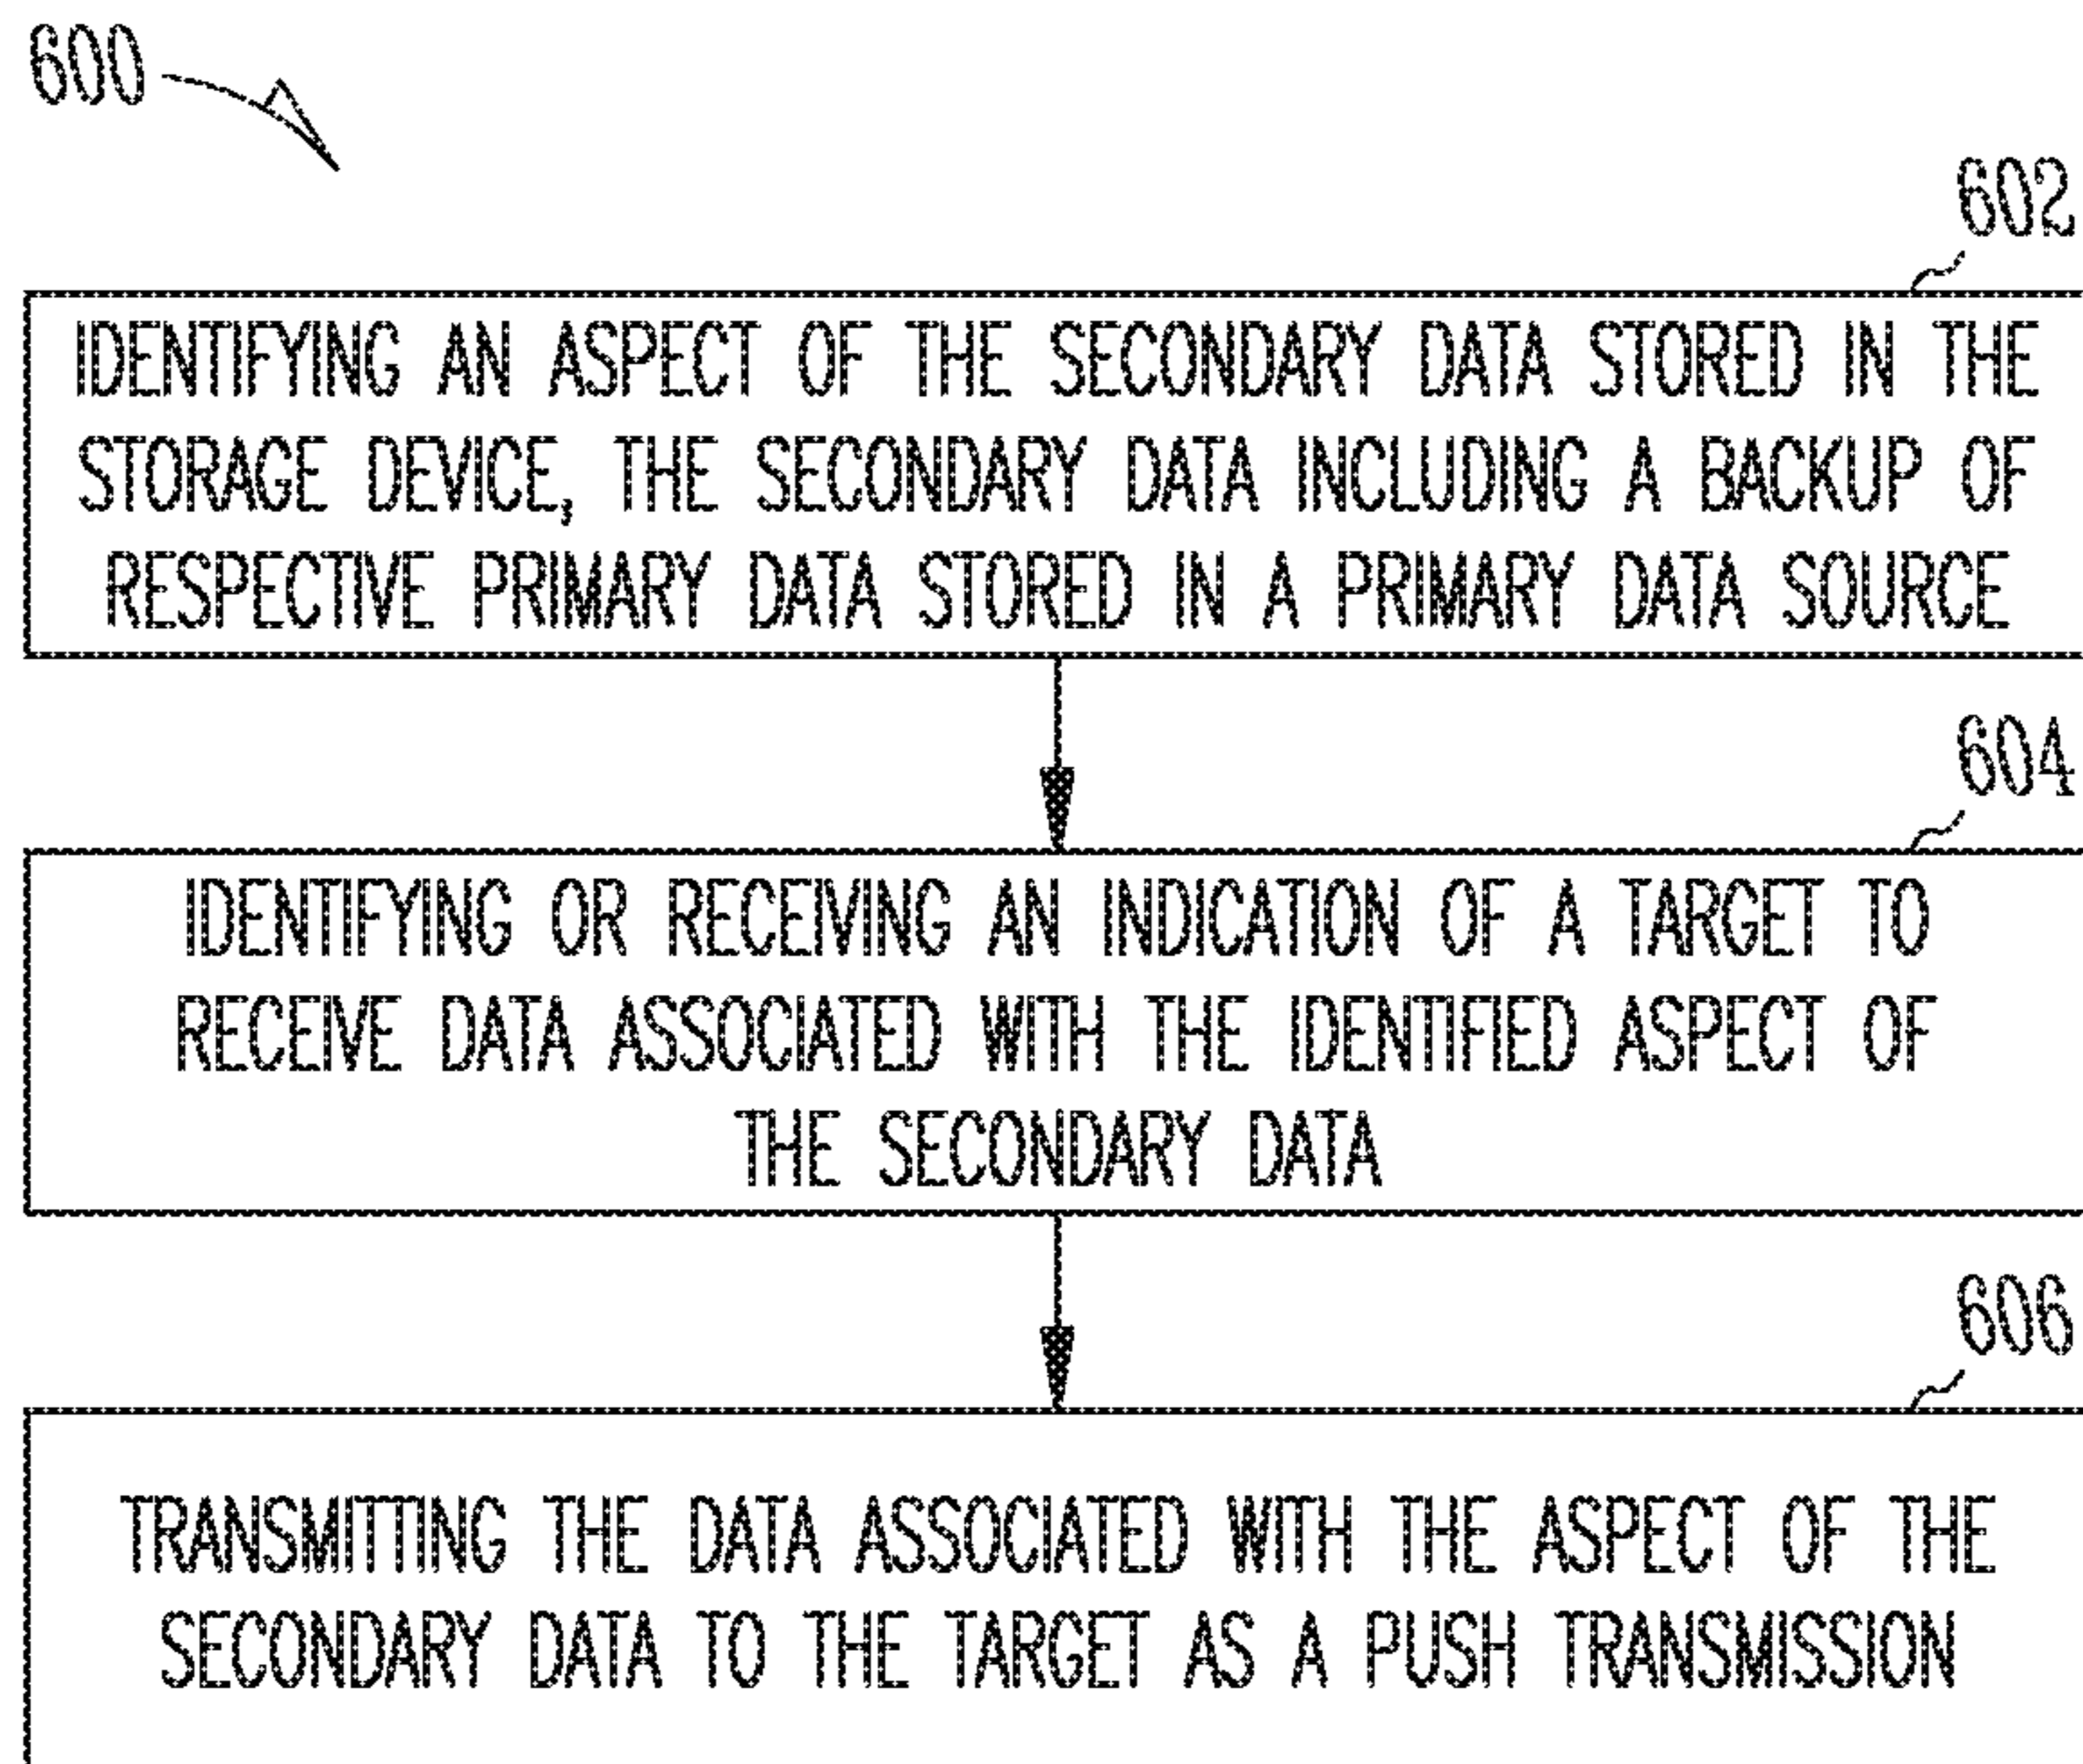 600
602
IDENTIFYING AN ASPECT OF THE SECONDARY DATA STORED IN THE
STORAGE DEVICE, THE SECONDARY DATA INCLUDING A BACKUP OF
RESPECTIVE PRIMARY DATA STORED IN A PRIMARY DATA SOURCE
604
IDENTIFYING OR RECEIVING AN INDICATION OF A TARGET TO
RECEIVE DATA ASSOCIATED WITH THE IDENTIFIED ASPECT OF
THE SECONDARY DATA
606
TRANSMITTING THE DATA ASSOCIATED WITH THE ASPECT OF THE
SECONDARY DATA TO THE TARGET AS A PUSH TRANSMISSION